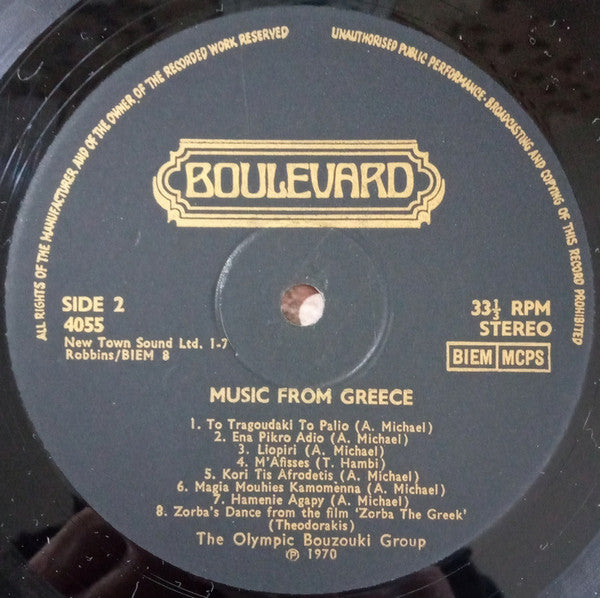 ALL RIGHTS OF THE MANUFACTURER AND OF THE OWNER OF THE RECORDED WORK RESERVED
UNAUTHORISED PUBLIC PERFORMANCE · BROADCASTING AND COPYING OF THIS RECORD PROHIBITED
BOULEVARD
SIDE 2
4055
New Town Sound Ltd. 1-7
Robbins/BIEM 8
33⅓ RPM
STEREO
BIEM MCPS
MUSIC FROM GREECE
1. To Tragoudaki To Palio (A. Michael)
2. Ena Pikro Adio (A. Michael)
3. Liopiri (A. Michael)
4. M'Afisses (T. Hambi)
5. Kori Tis Afrodetis (A. Michael)
6. Magia Mouhies Kamomenna (A. Michael)
7. Hamenie Agapy (A. Michael)
8. Zorba's Dance from the film 'Zorba The Greek'
(Theodorakis)
The Olympic Bouzouki Group
℗ 1970